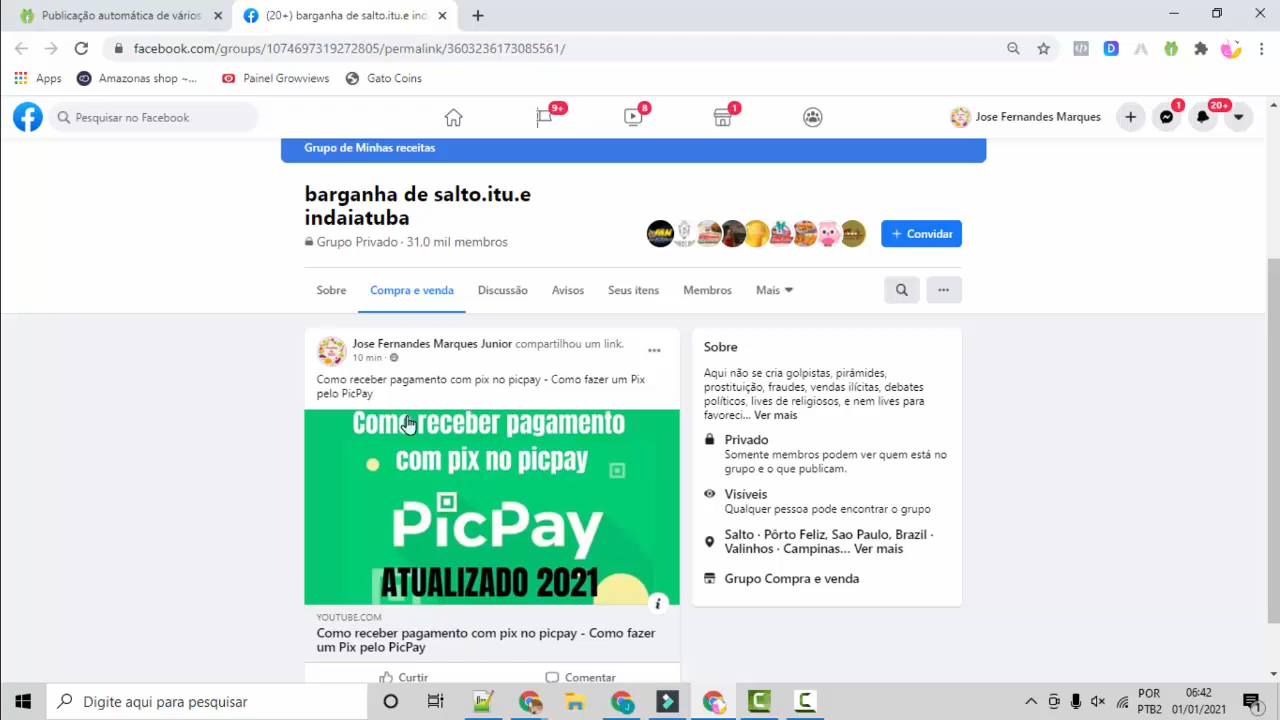 Publicação automática de vários
(20+) barganha de salto.itu.e ind
facebook.com/groups/1074697319272805/permalink/3603236173085561/
Apps
Amazonas shop ~...
Painel Growviews
Gato Coins
Pesquisar no Facebook
9+
8
1
Jose Fernandes Marques
1
20+
Grupo de Minhas receitas
barganha de salto.itu.e
indaiatuba
Grupo Privado · 31,0 mil membros
Convidar
Sobre
Compra e venda
Discussão
Avisos
Seus itens
Membros
Mais
Jose Fernandes Marques Junior compartilhou um link.
10 min ·
Como receber pagamento com pix no picpay - Como fazer um Pix
pelo PicPay
Como receber pagamento
com pix no picpay
PicPay
ATUALIZADO 2021
YOUTUBE.COM
Como receber pagamento com pix no picpay - Como fazer
um Pix pelo PicPay
Curtir
Comentar
Sobre
Aqui não se cria golpistas, pirâmides,
prostituição, fraudes, vendas ilícitas, debates
políticos, lives de religiosos, e nem lives para
favoreci... Ver mais
Privado
Somente membros podem ver quem está no
grupo e o que publicam.
Visíveis
Qualquer pessoa pode encontrar o grupo
Salto · Pôrto Feliz, Sao Paulo, Brazil ·
Valinhos · Campinas... Ver mais
Grupo Compra e venda
Digite aqui para pesquisar
POR
PTB2
06:42
01/01/2021
1